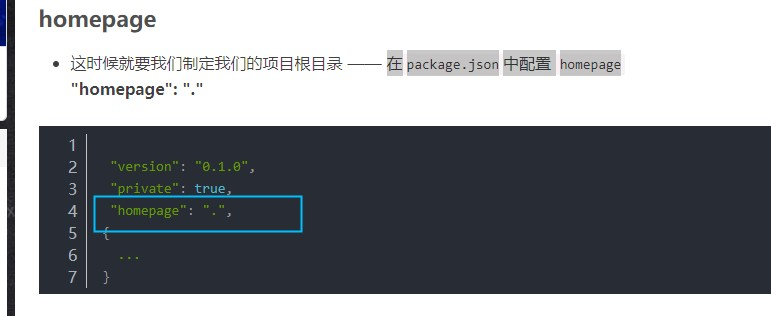 homepage
这时候就要我们制定我们的项目根目录 —— 在 package.json 中配置 homepage
"homepage": "."
1
2 "version": "0.1.0",
3 "private": true,
4 "homepage": ".",
5 {
6 ...
7 }